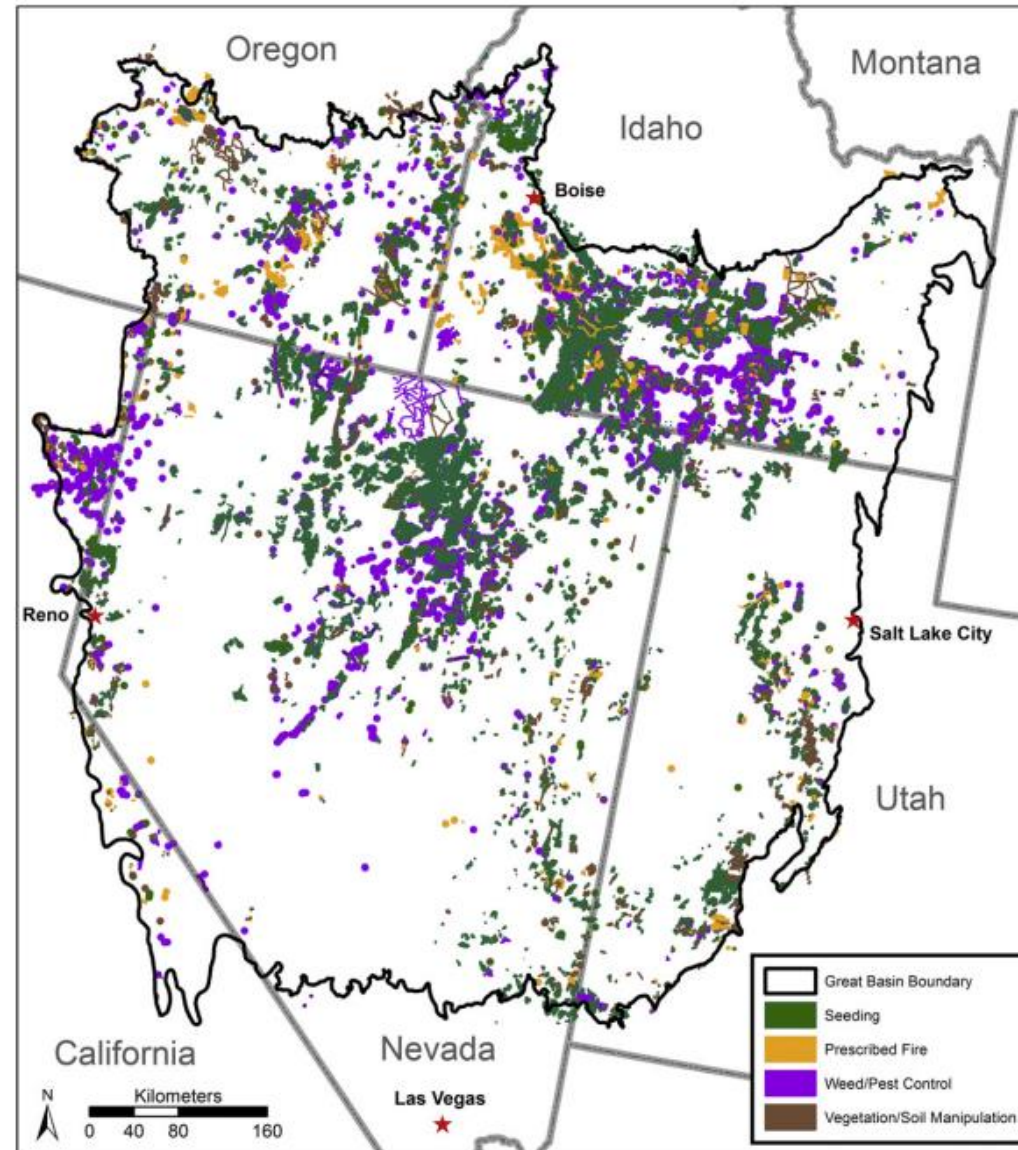 Oregon
Montana
Idaho
Boise
Reno
Salt Lake City
Utah
California
Nevada
Las Vegas
N
Kilometers
0 40 80 160
Great Basin Boundary
Seeding
Prescribed Fire
Weed/Pest Control
Vegetation/Soil Manipulation